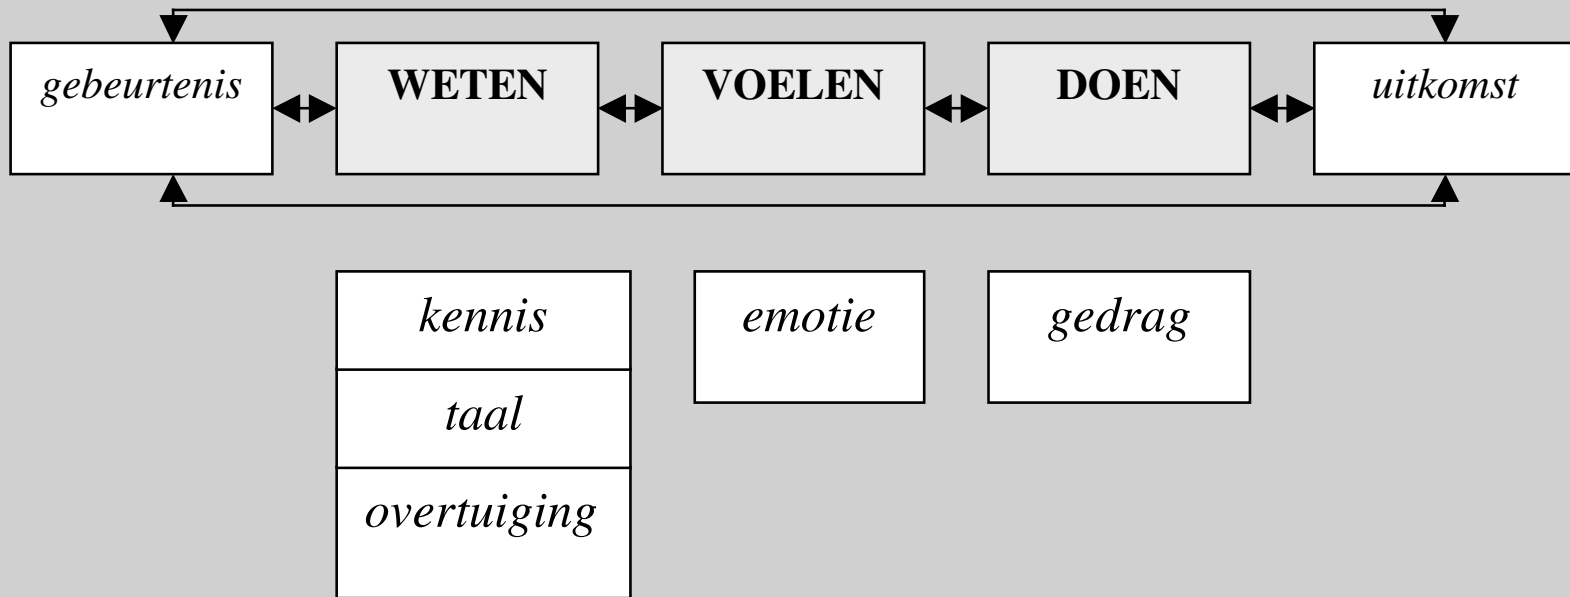 gebeurtenis WETEN VOELEN DOEN uitkomst
kennis emotie gedrag
taal
overtuiging